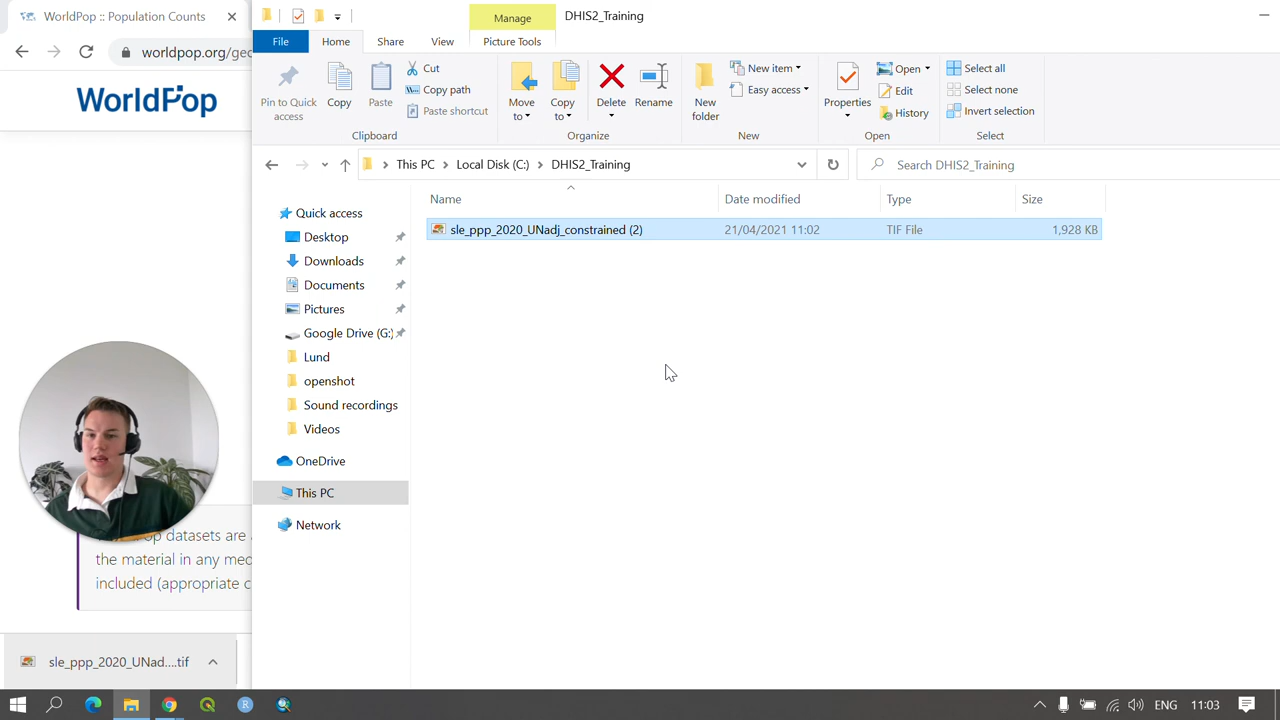 WorldPop :: Population Counts
Manage
DHIS2_Training
worldpop.org/geo
File
Home
Share
View
Picture Tools
WorldPop
Pin to Quick access
Copy
Paste
Cut
Copy path
Paste shortcut
Clipboard
Move to
Copy to
Delete
Rename
Organize
New folder
New item
Easy access
New
Properties
Open
Edit
History
Open
Select all
Select none
Invert selection
Select
This PC
Local Disk (C:)
DHIS2_Training
Search DHIS2_Training
Name
Date modified
Type
Size
sle_ppp_2020_UNadj_constrained (2)
21/04/2021 11:02
TIF File
1,928 KB
Quick access
Desktop
Downloads
Documents
Pictures
Google Drive (G:)
Lund
openshot
Sound recordings
Videos
OneDrive
This PC
Network
datasets are
the material in any med
included (appropriate c
sle_ppp_2020_UNad....tif
ENG
11:03